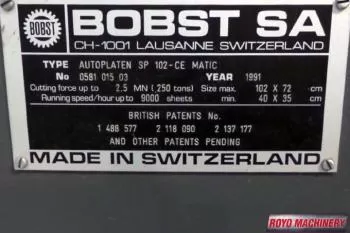 BOBST
BOBST SA
CH-1001 LAUSANNE SWITZERLAND
TYPE AUTOPLATEN SP 102-CE MATIC
No 0581 015 03 YEAR 1991
Cutting force up to 2.5 MN (250 tons) Size max. 102 X 72 cm
Running speed/hour up to 9000 sheets min. 40 X 35 cm
BRITISH PATENTS No.
1 486 577 2 118 090 2 137 177
AND OTHER PATENTS PENDING
MADE IN SWITZERLAND
ROYO MACHINERY